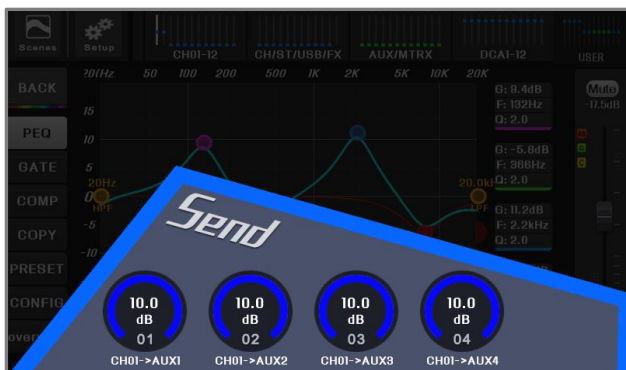 Scenes
Setup
CH01-12
CH/ST/USB/FX
AUX/MTRX
DCA1-12
USER
20Hz 50 100 200 500 1K 2K 5K 10K 20K
BACK
G: 9.4dB
F: 132Hz
Q: 2.0
Mute
-17.5dB
15
PEQ
10
G: -5.8dB
F: 366Hz
Q: 2.0
GATE
5
20Hz
20.0k
COMP
0
HPF
LPF
G: 11.2dB
F: 2.2kHz
Q: 2.0
COPY
-5
Send
-10
PRESET
CONFIG
10.0 dB 01
10.0 dB 02
10.0 dB 03
10.0 dB 04
CH01->AUX1
CH01->AUX2
CH01->AUX3
CH01->AUX4